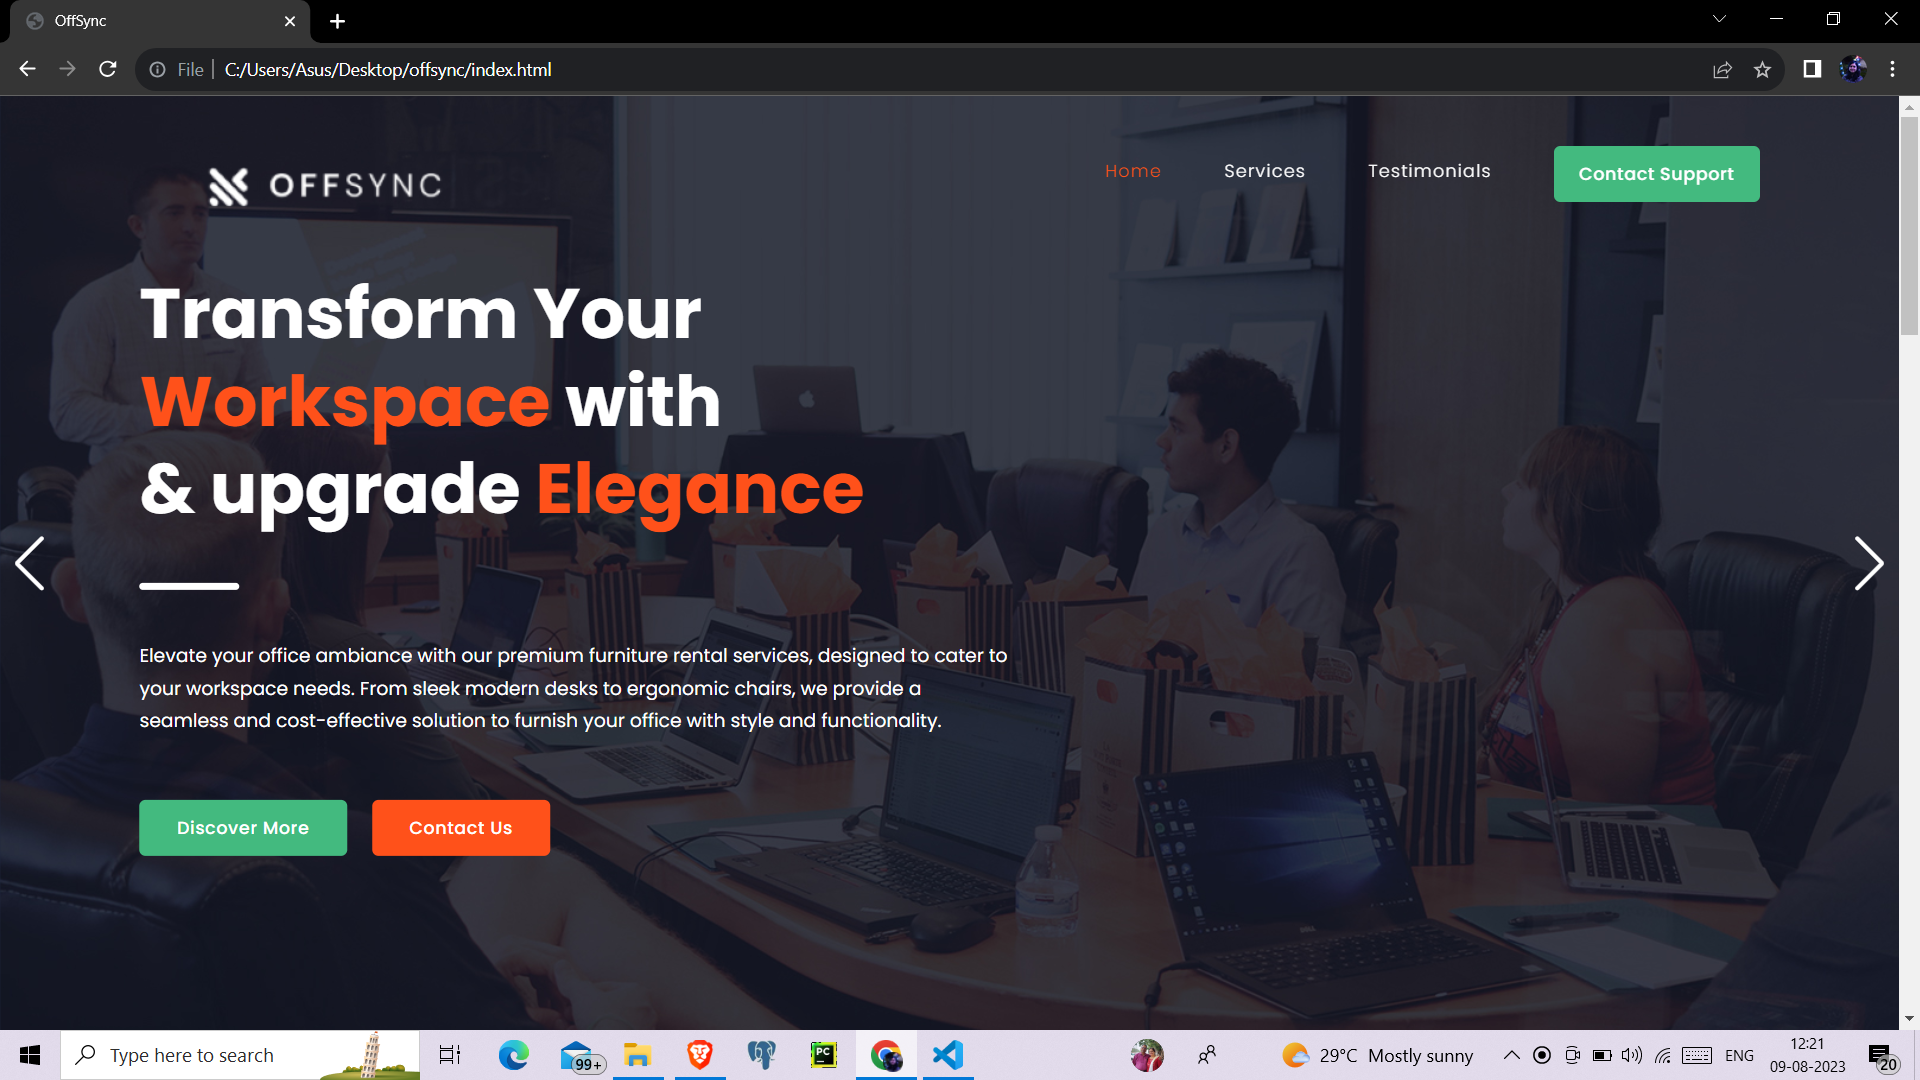 OffSync
File
C:/Users/Asus/Desktop/offsync/index.html
OFFSYNC
Home
Services
Testimonials
Contact Support
Transform Your
Workspace with
& upgrade Elegance
Elevate your office ambiance with our premium furniture rental services, designed to cater to
your workspace needs. From sleek modern desks to ergonomic chairs, we provide a
seamless and cost-effective solution to furnish your office with style and functionality.
Discover More
Contact Us
Type here to search
99+
PC
29°C Mostly sunny
ENG
12:21
09-08-2023
20